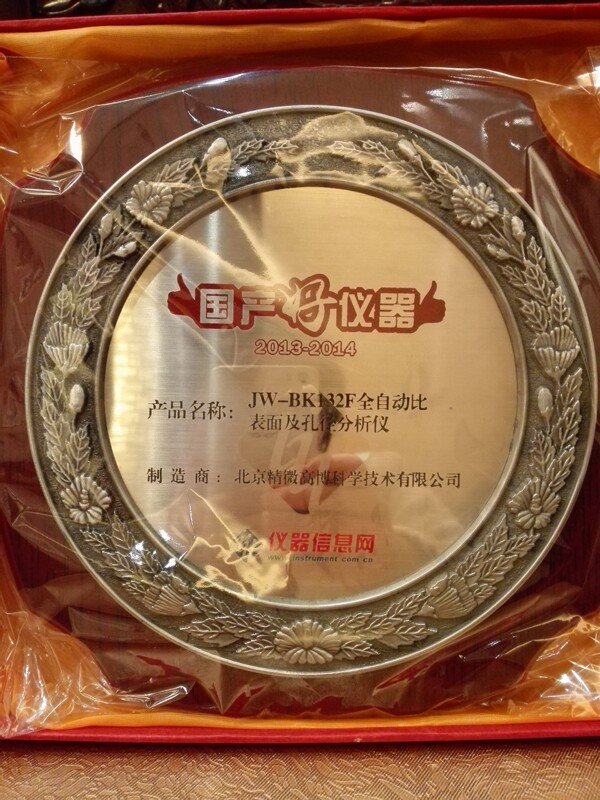 国产好仪器
2013-2014
产品名称： JW-BK132F全自动比
表面及孔径分析仪
制造商： 北京精微高博科学技术有限公司
仪器信息网
www.instrument.com.cn